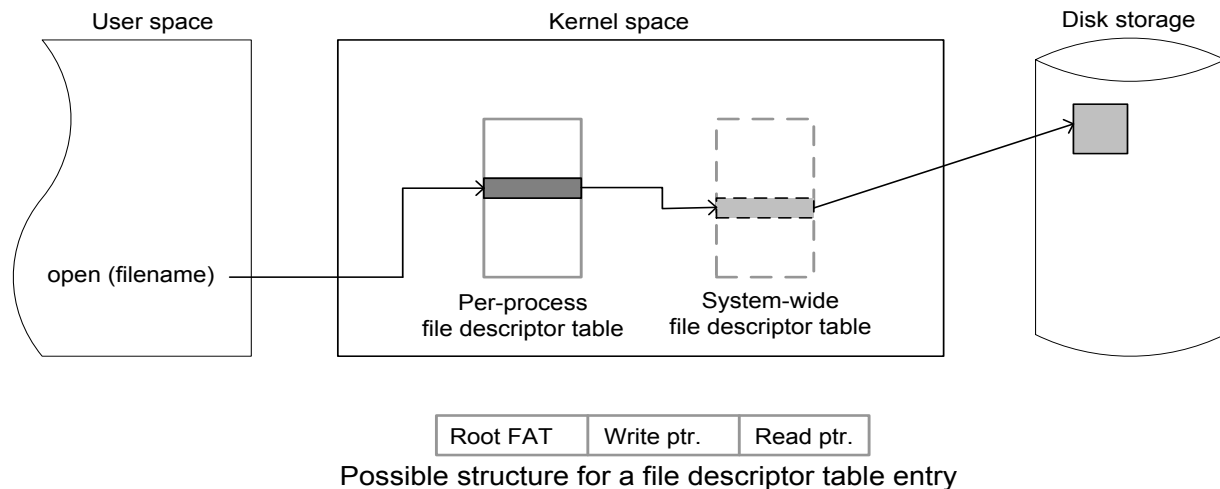 User space
Kernel space
Disk storage
open (filename)
Per-process
file descriptor table
System-wide
file descriptor table
Root FAT
Write ptr.
Read ptr.
Possible structure for a file descriptor table entry